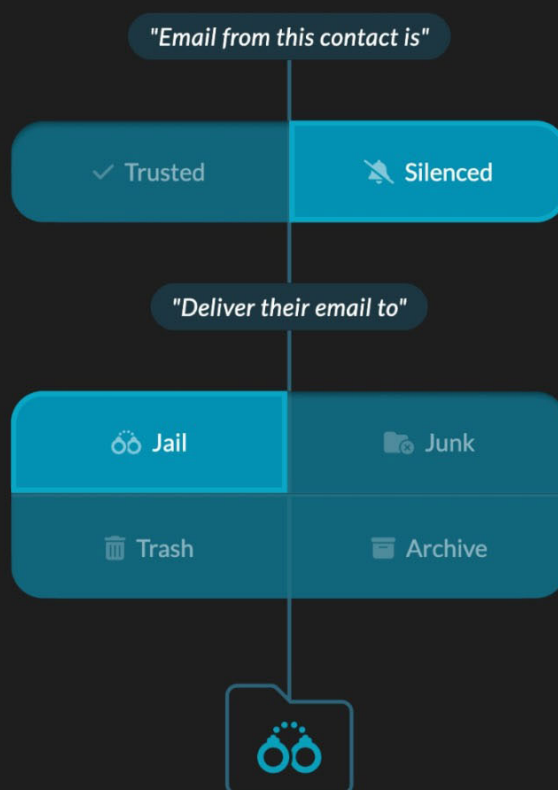 "Email from this contact is"
Trusted
Silenced
"Deliver their email to"
Jail
Junk
Trash
Archive